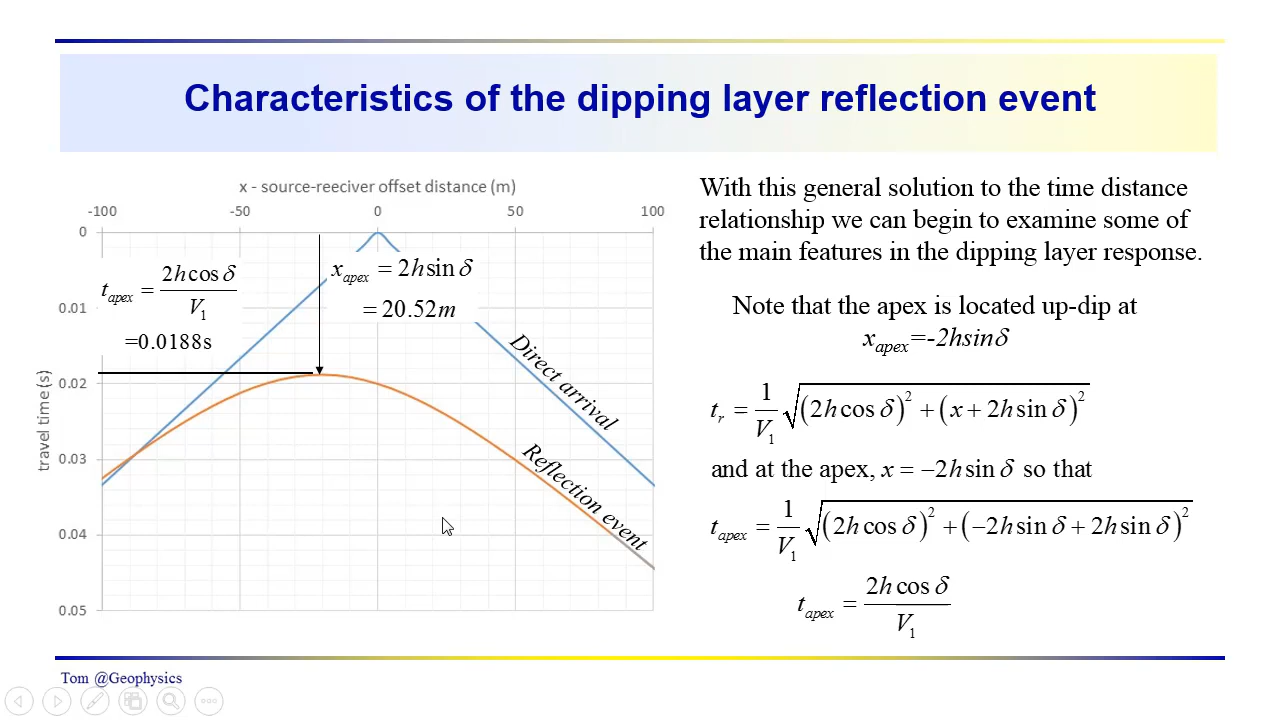 Characteristics of the dipping layer reflection event
x - source-reeciver offset distance (m)
-100 -50 0 50 100
0
0.01
0.02
0.03
0.04
0.05
travel time (s)
t_apex = 2h cos δ / V₁
=0.0188s
x_apex = 2h sin δ
= 20.52m
Direct arrival
Reflection event
With this general solution to the time distance
relationship we can begin to examine some of
the main features in the dipping layer response.
Note that the apex is located up-dip at
x_apex=-2hsinδ
t_r = 1/V₁ √((2h cos δ)² + (x + 2h sin δ)²)
and at the apex, x = −2h sin δ so that
t_apex = 1/V₁ √((2h cos δ)² + (−2h sin δ + 2h sin δ)²)
t_apex = 2h cos δ / V₁
Tom @Geophysics